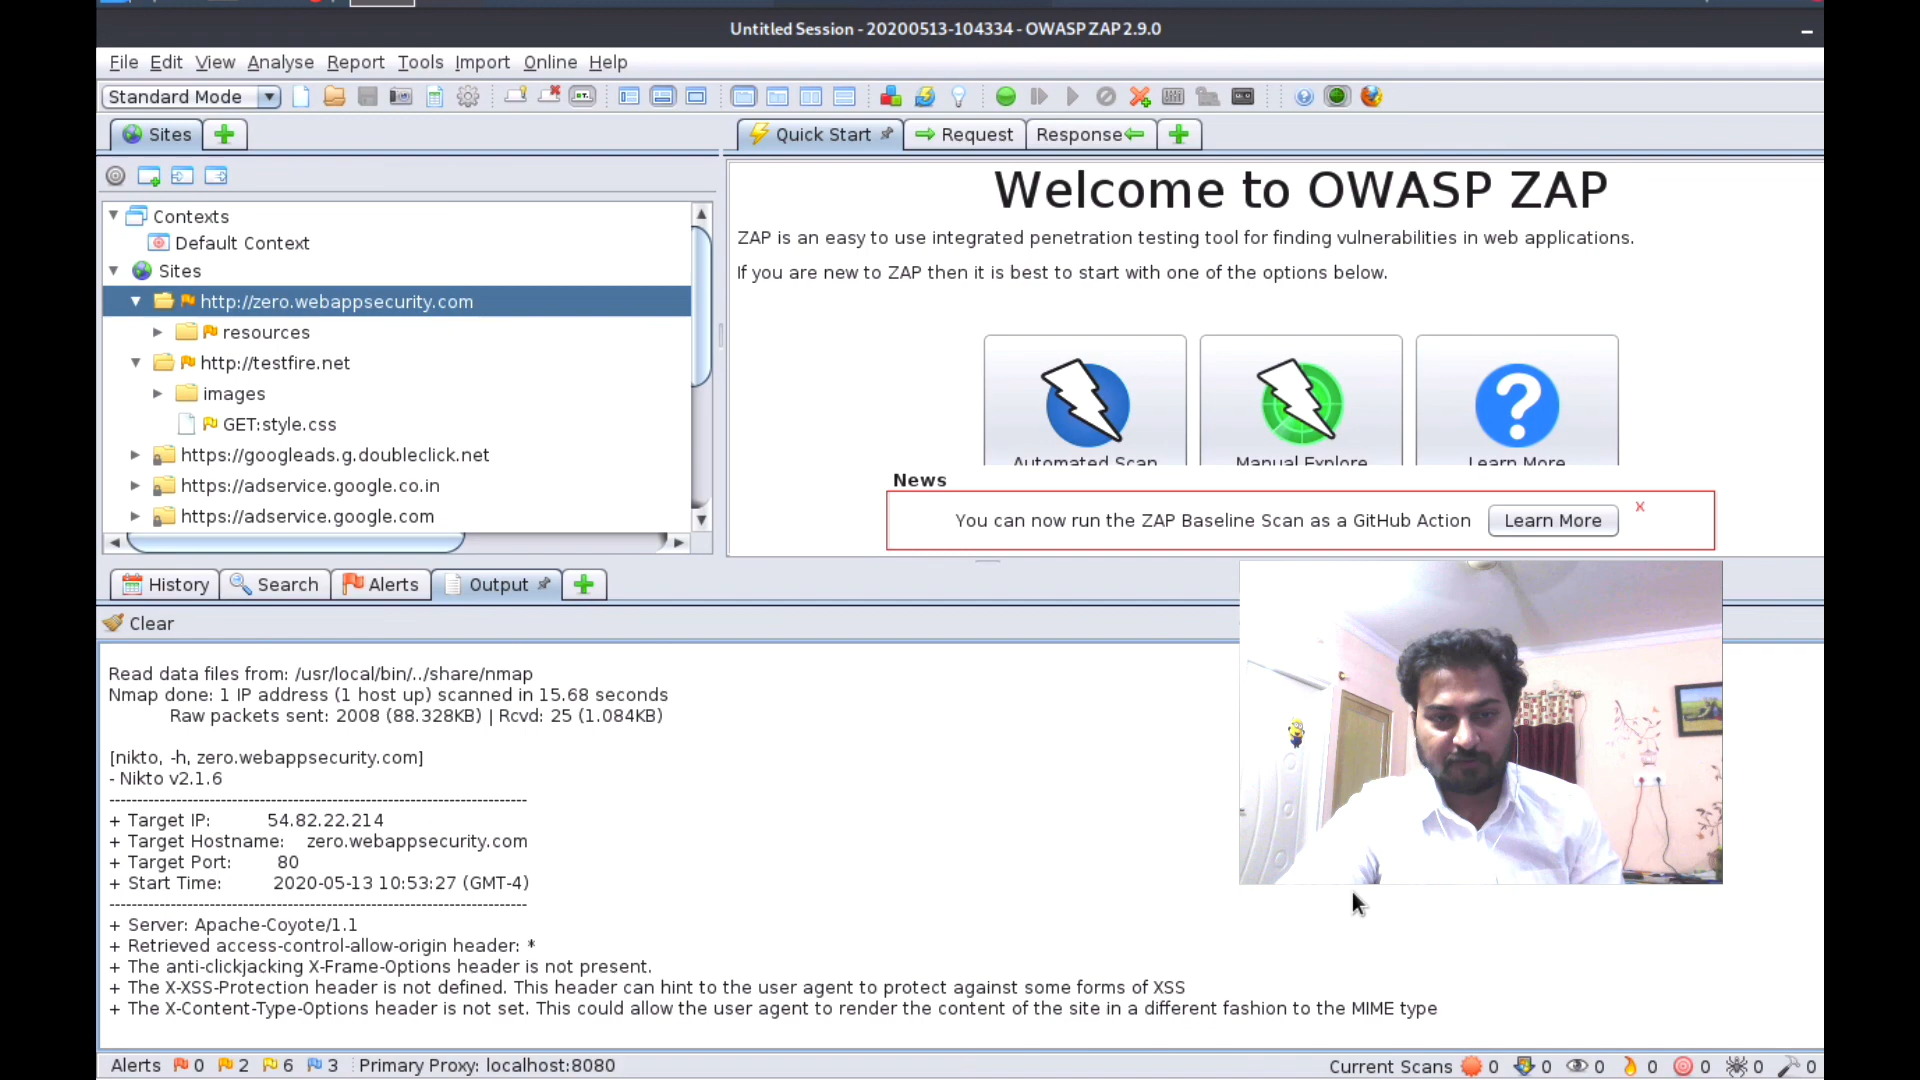 Untitled Session - 20200513-104334 - OWASP ZAP 2.9.0
File Edit View Analyse Report Tools Import Online Help
Standard Mode
Sites
Quick Start
Request
Response
Welcome to OWASP ZAP
ZAP is an easy to use integrated penetration testing tool for finding vulnerabilities in web applications.
If you are new to ZAP then it is best to start with one of the options below.
Contexts
Default Context
Sites
http://zero.webappsecurity.com
resources
http://testfire.net
images
GET:style.css
https://googleads.g.doubleclick.net
https://adservice.google.co.in
https://adservice.google.com
Automated Scan
Manual Explore
Learn More
News
You can now run the ZAP Baseline Scan as a GitHub Action
Learn More
X
History
Search
Alerts
Output
Clear
Read data files from: /usr/local/bin/../share/nmap
Nmap done: 1 IP address (1 host up) scanned in 15.68 seconds
Raw packets sent: 2008 (88.328KB) | Rcvd: 25 (1.084KB)
[nikto, -h, zero.webappsecurity.com]
- Nikto v2.1.6
---------------------------------------------------------------------------
+ Target IP: 54.82.22.214
+ Target Hostname: zero.webappsecurity.com
+ Target Port: 80
+ Start Time: 2020-05-13 10:53:27 (GMT-4)
---------------------------------------------------------------------------
+ Server: Apache-Coyote/1.1
+ Retrieved access-control-allow-origin header: *
+ The anti-clickjacking X-Frame-Options header is not present.
+ The X-XSS-Protection header is not defined. This header can hint to the user agent to protect against some forms of XSS
+ The X-Content-Type-Options header is not set. This could allow the user agent to render the content of the site in a different fashion to the MIME type
Alerts 0 2 6 3 Primary Proxy: localhost:8080
Current Scans 0 0 0 0 0 0 0